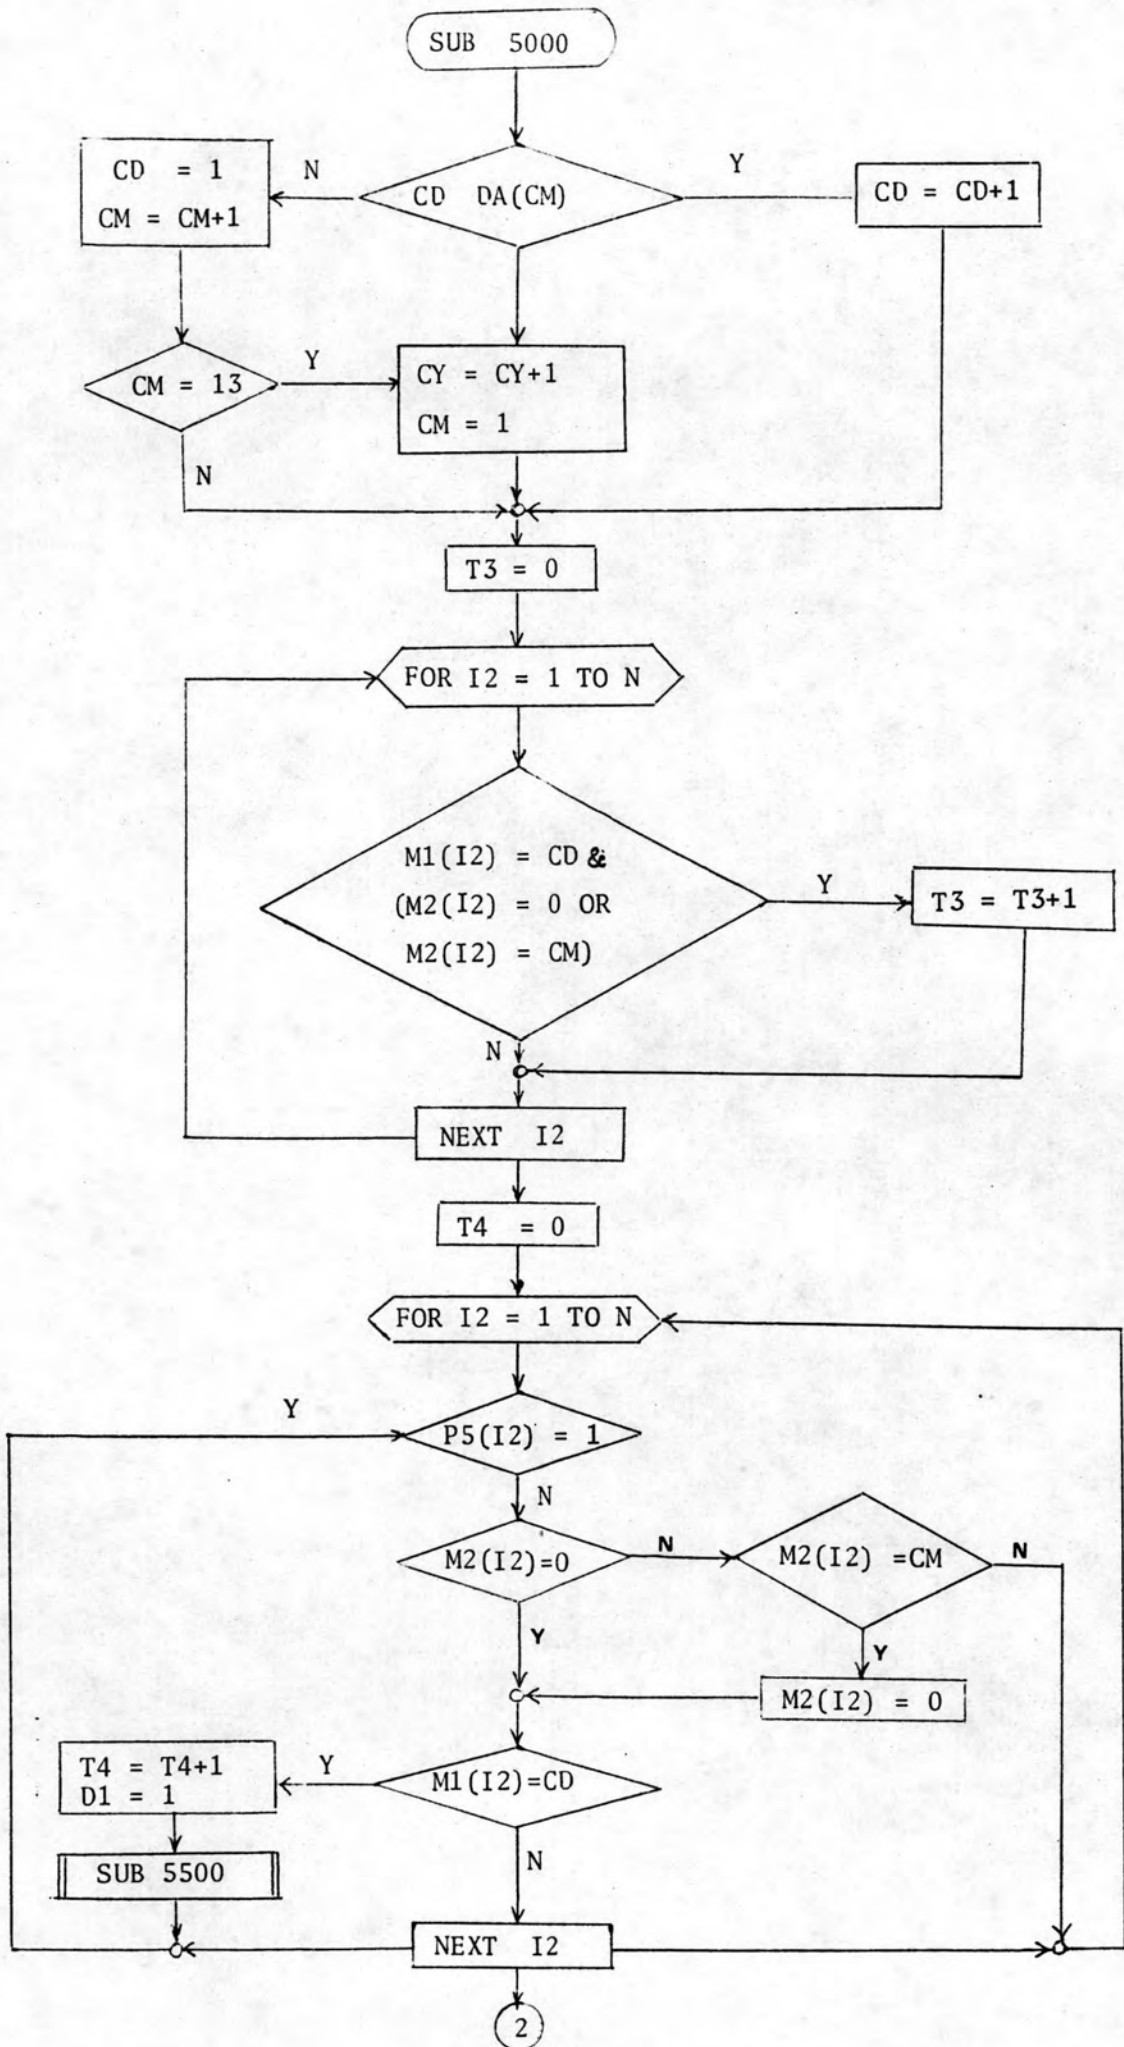 SUB 5000
CD = 1
CM = CM+1
N
CD DA(CM)
Y
CD = CD+1
CM = 13
Y
CY = CY+1
CM = 1
N
T3 = 0
FOR I2 = 1 TO N
M1(I2) = CD &
(M2(I2) = 0 OR
M2(I2) = CM)
Y
T3 = T3+1
N
NEXT I2
T4 = 0
FOR I2 = 1 TO N
Y
P5(I2) = 1
N
M2(I2)=0
N
M2(I2) =CM
N
Y
Y
M2(I2) = 0
T4 = T4+1
D1 = 1
Y
M1(I2)=CD
SUB 5500
N
NEXT I2
2